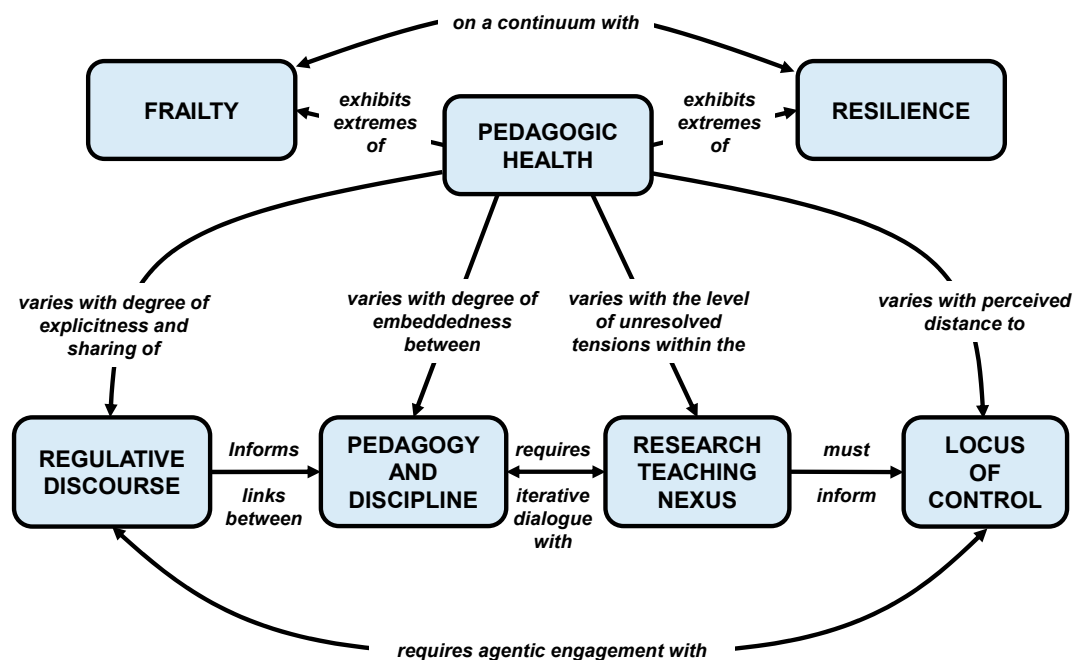 on a continuum with
FRAILTY
exhibits
extremes
of
PEDAGOGIC
HEALTH
exhibits
extremes
of
RESILIENCE
varies with degree of
explicitness and
sharing of
varies with degree of
embeddedness
between
varies with the level
of unresolved
tensions within the
varies with perceived
distance to
REGULATIVE
DISCOURSE
Informs
links
between
PEDAGOGY
AND
DISCIPLINE
requires
iterative
dialogue
with
RESEARCH
TEACHING
NEXUS
must
inform
LOCUS
OF
CONTROL
requires agentic engagement with